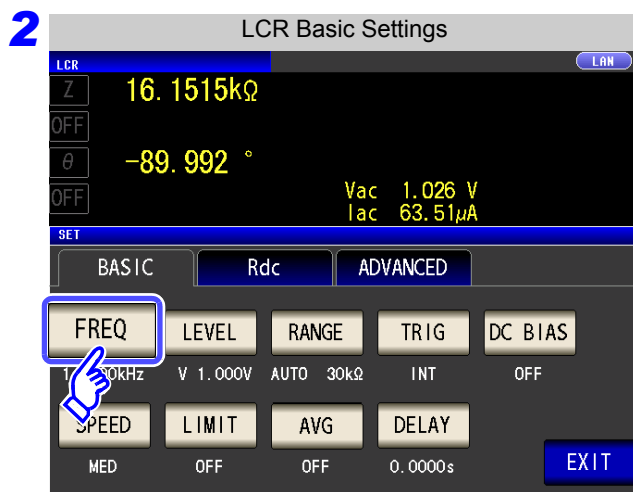 2
LCR Basic Settings
LCR
LAN
Z
16.1515kΩ
OFF
θ
-89.992 °
OFF
Vac 1.026 V
Iac 63.51μA
SET
BASIC
Rdc
ADVANCED
FREQ
LEVEL
RANGE
TRIG
DC BIAS
V 1.000V
AUTO 30kΩ
INT
OFF
SPEED
LIMIT
AVG
DELAY
MED
OFF
OFF
0.0000s
EXIT